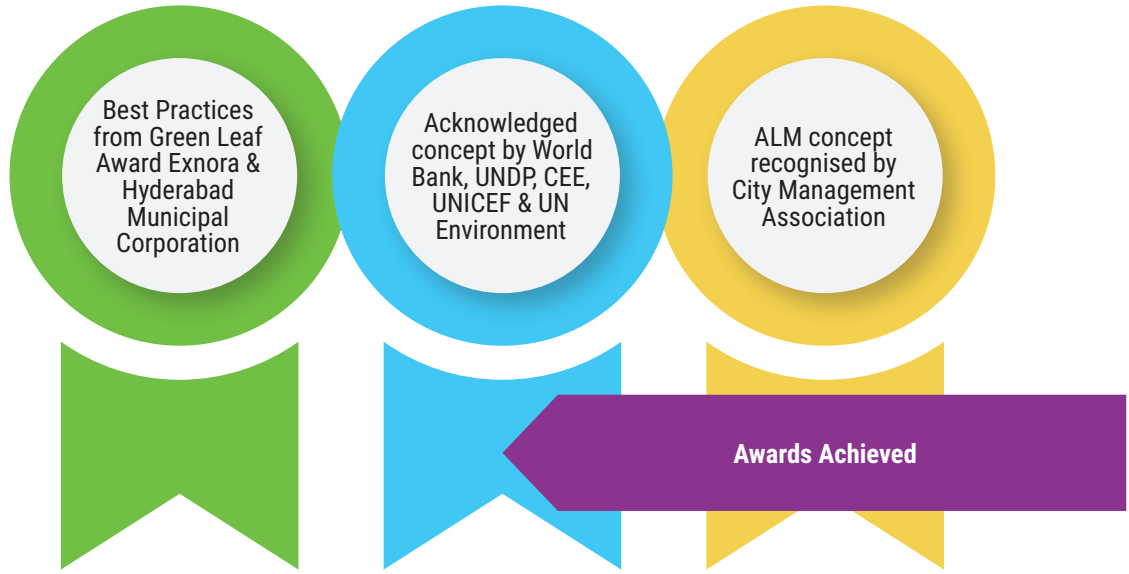 Best Practices
from Green Leaf
Award Exnora &
Hyderabad
Municipal
Corporation
Acknowledged
concept by World
Bank, UNDP, CEE,
UNICEF & UN
Environment
ALM concept
recognised by
City Management
Association
Awards Achieved